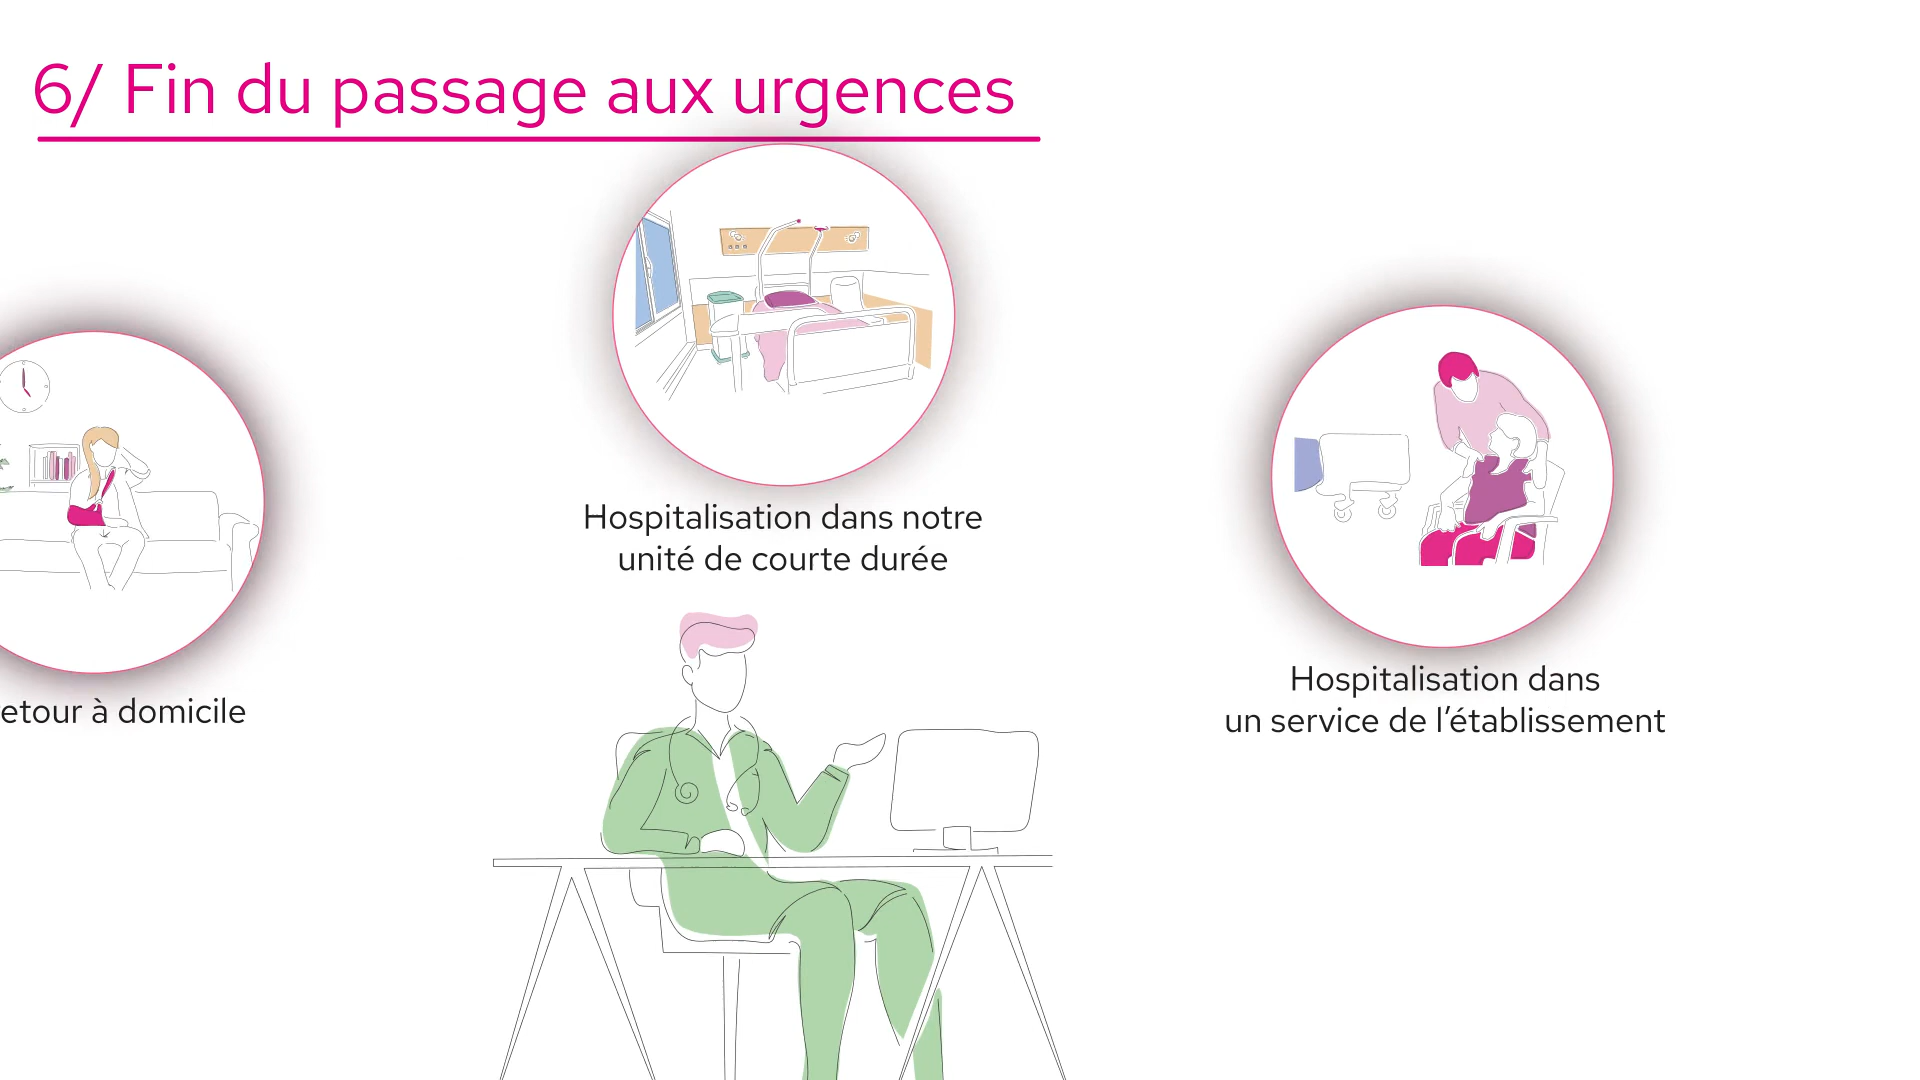 6/ Fin du passage aux urgences
Hospitalisation dans notre
unité de courte durée
etour à domicile
Hospitalisation dans
un service de l’établissement